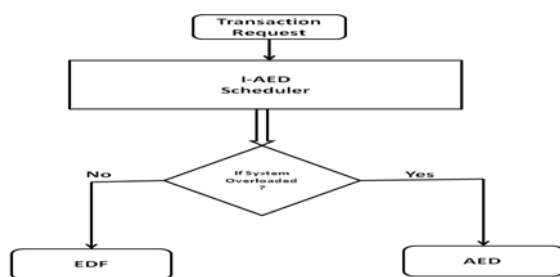 Transaction
Request
I-AED
Scheduler
If System
Overloaded
?
No
Yes
EDF
AED